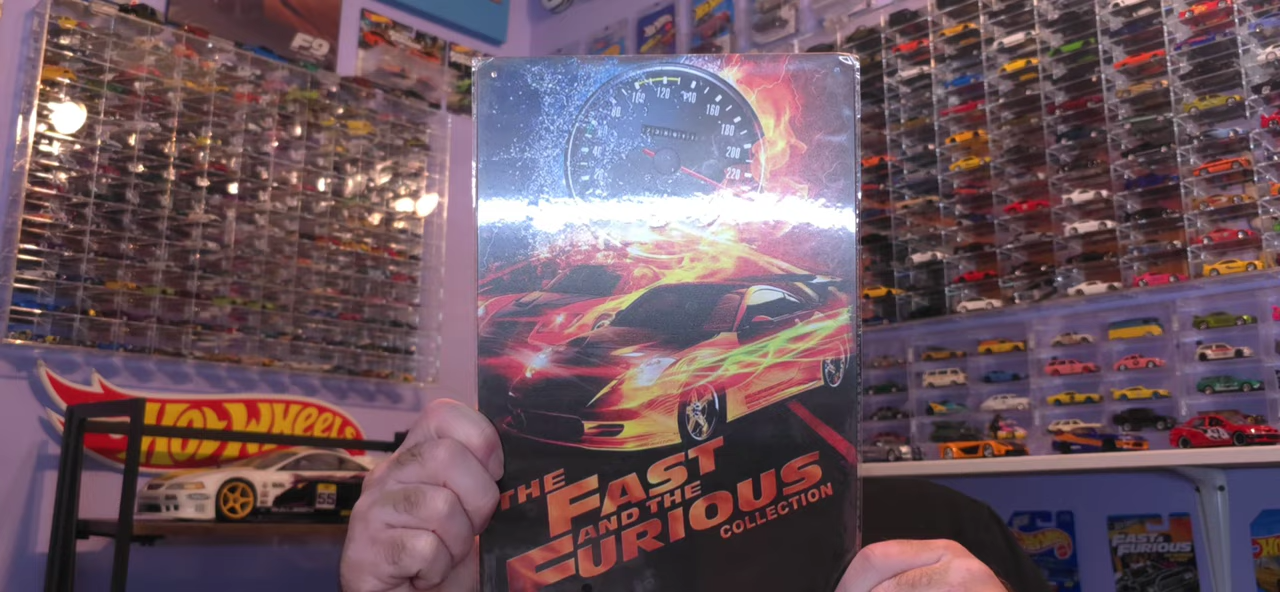 F9
80
100
120
140
160
180
200
220
THE
FAST
AND THE
FURIOUS
COLLECTION
HOT WHEELS
55
FAST &
FURIOUS